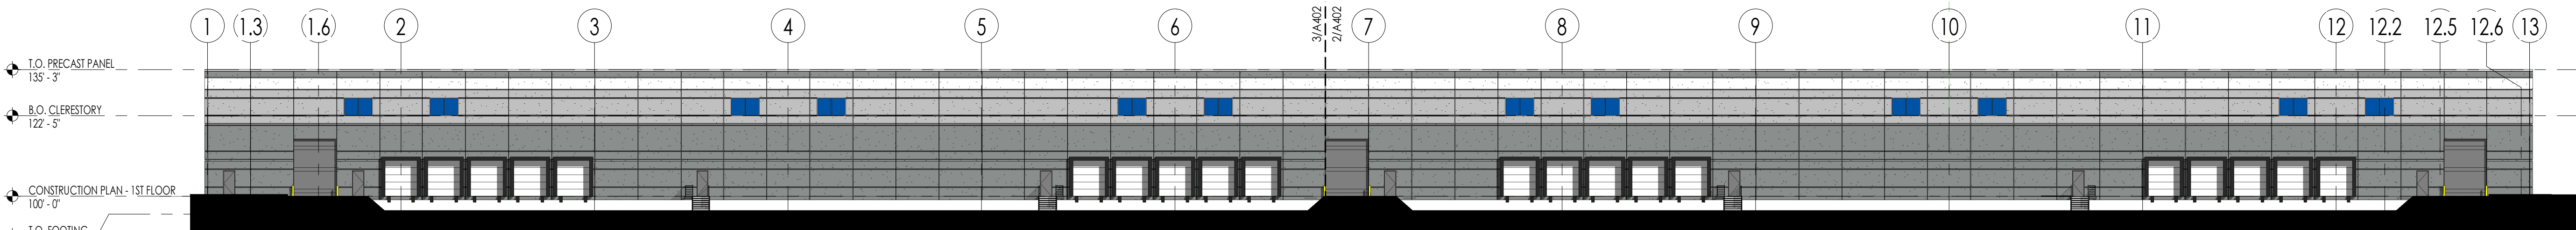 1
1.3
1.6
2
3
4
5
6
3/A402
2/A402
7
8
9
10
11
12
12.2
12.5
12.6
13
T.O. PRECAST PANEL
135' - 3"
B.O. CLERESTORY
122' - 5"
CONSTRUCTION PLAN - 1ST FLOOR
100' - 0"
T.O. FOOTING